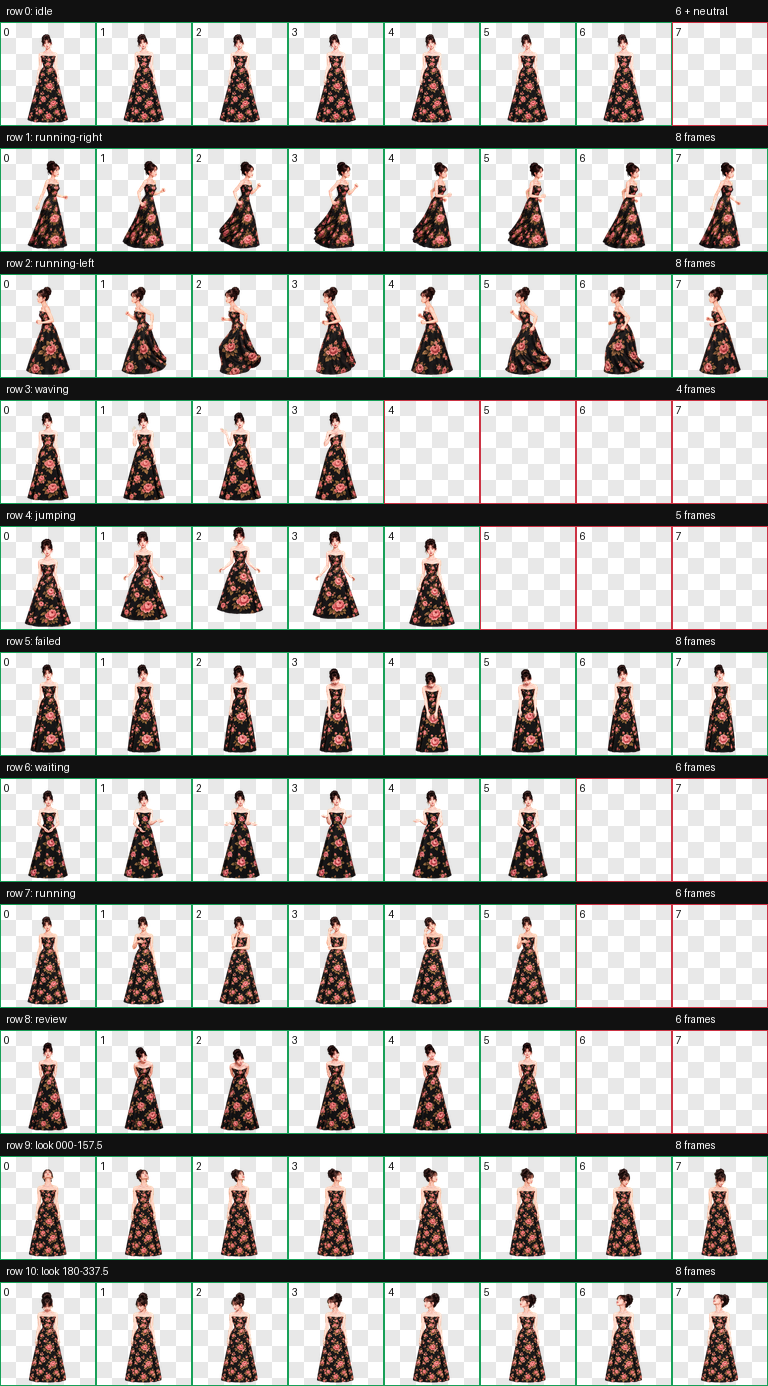 row 0: idle 6 + neutral
0 1 2 3 4 5 6 7
row 1: running-right 8 frames
0 1 2 3 4 5 6 7
row 2: running-left 8 frames
0 1 2 3 4 5 6 7
row 3: waving 4 frames
0 1 2 3 4 5 6 7
row 4: jumping 5 frames
0 1 2 3 4 5 6 7
row 5: failed 8 frames
0 1 2 3 4 5 6 7
row 6: waiting 6 frames
0 1 2 3 4 5 6 7
row 7: running 6 frames
0 1 2 3 4 5 6 7
row 8: review 6 frames
0 1 2 3 4 5 6 7
row 9: look 000-157.5 8 frames
0 1 2 3 4 5 6 7
row 10: look 180-337.5 8 frames
0 1 2 3 4 5 6 7